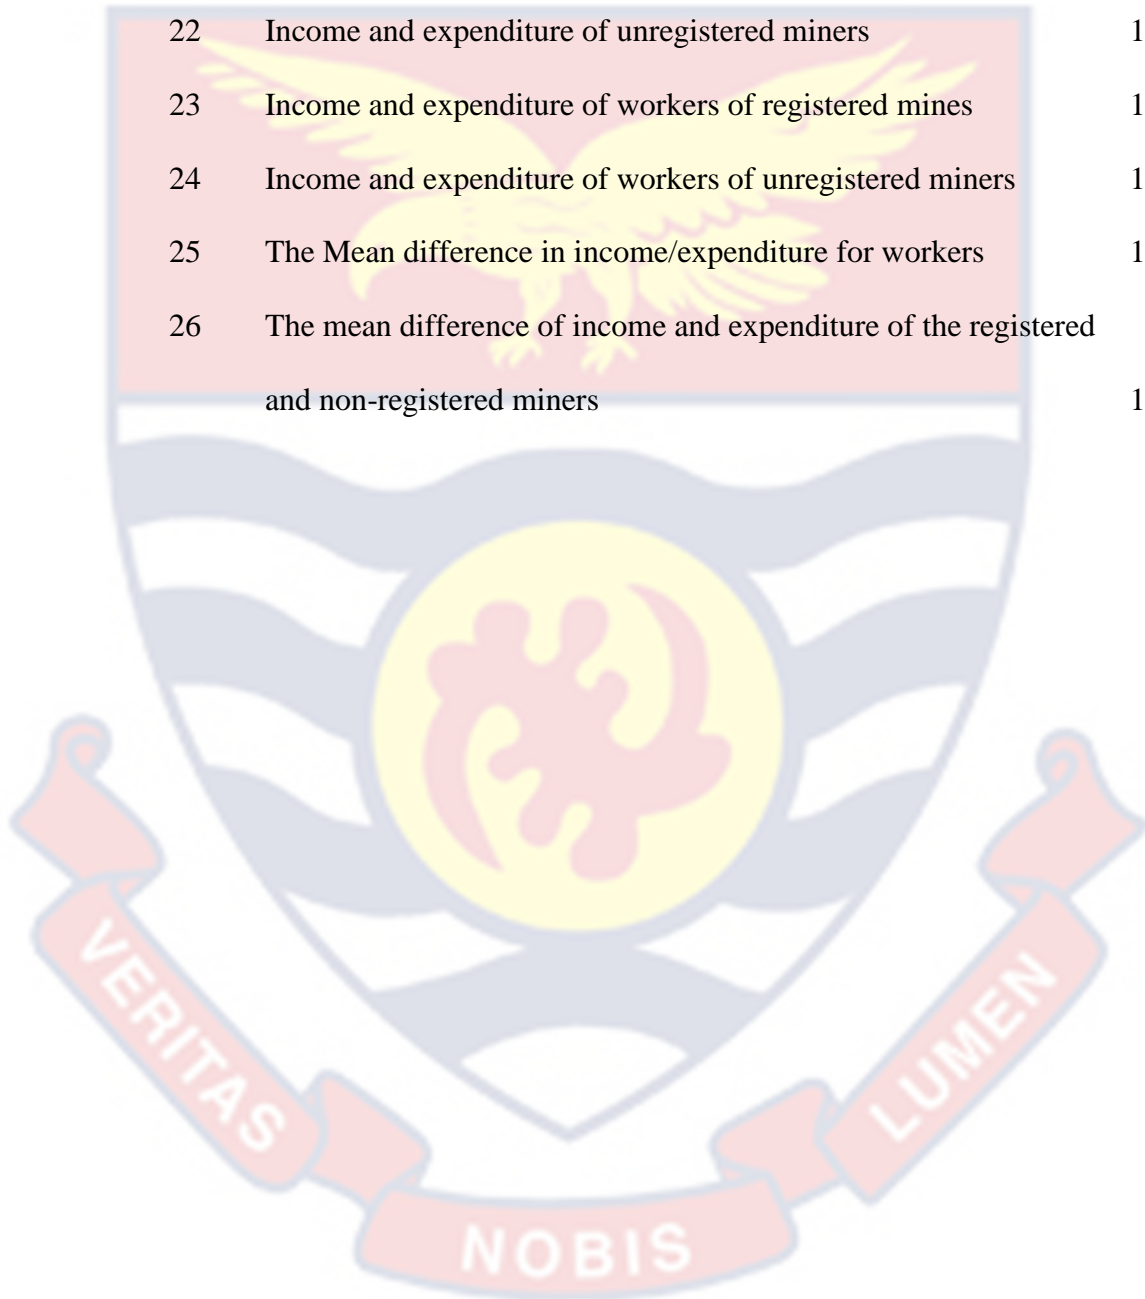 22 Income and expenditure of unregistered miners 1
23 Income and expenditure of workers of registered mines 1
24 Income and expenditure of workers of unregistered miners 1
25 The Mean difference in income/expenditure for workers 1
26 The mean difference of income and expenditure of the registered
and non-registered miners 1
VERITAS
NOBIS
LUMEN